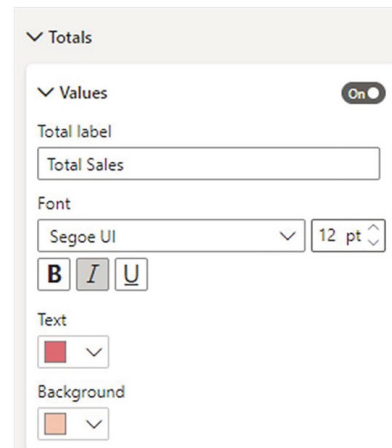 Totals
Values On
Total label
Total Sales
Font
Segoe UI 12 pt
B I U
Text
Background